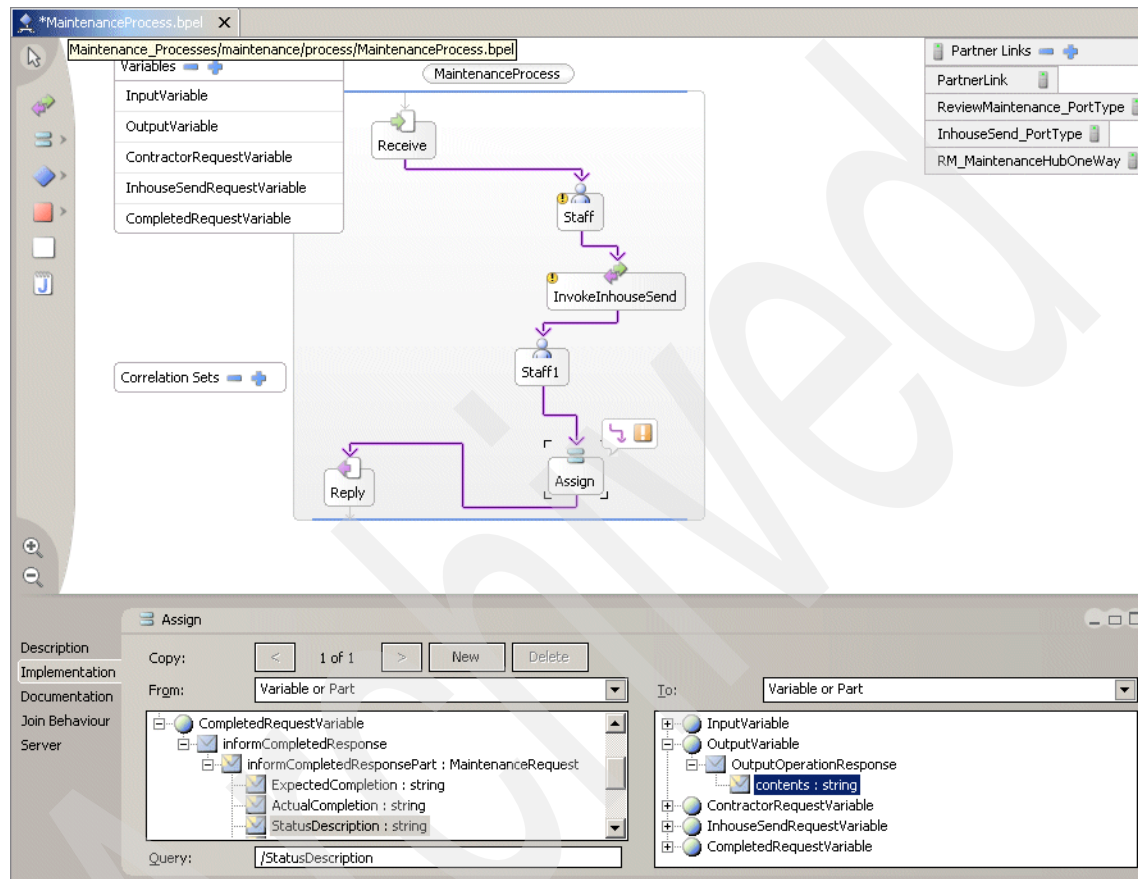 *MaintenanceProcess.bpel X
Maintenance_Processes/maintenance/process/MaintenanceProcess.bpel
Variables
InputVariable
OutputVariable
ContractorRequestVariable
InhouseSendRequestVariable
CompletedRequestVariable
Correlation Sets
MaintenanceProcess
Receive
Staff
InvokeInhouseSend
Staff1
Assign
Reply
Partner Links
PartnerLink
ReviewMaintenance_PortType
InhouseSend_PortType
RM_MaintenanceHubOneWay
Archived
Assign
Description
Implementation
Documentation
Join Behaviour
Server
Copy: < 1 of 1 > New Delete
From: Variable or Part
CompletedRequestVariable
informCompletedResponse
informCompletedResponsePart : MaintenanceRequest
ExpectedCompletion : string
ActualCompletion : string
StatusDescription : string
Query: /StatusDescription
To: Variable or Part
InputVariable
OutputVariable
OutputOperationResponse
contents : string
ContractorRequestVariable
InhouseSendRequestVariable
CompletedRequestVariable